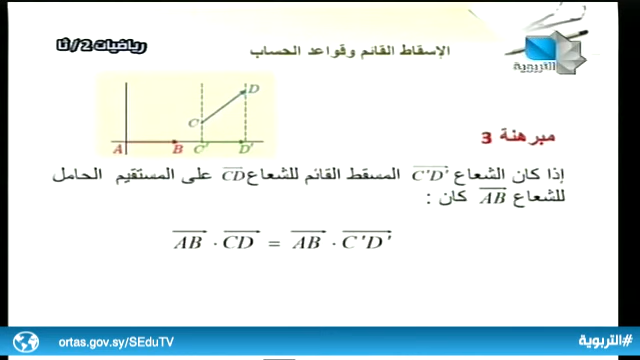 رياضيات 2 / ثا
الإسقاط القائم وقواعد الحساب
التربوية
D
C
A B C' D'
مبرهنة 3
إذا كان الشعاع C'D' المسقط القائم للشعاع CD على المستقيم الحامل
للشعاع AB كان :
AB · CD = AB · C'D'
ortas.gov.sy/SEduTV
#التربوية